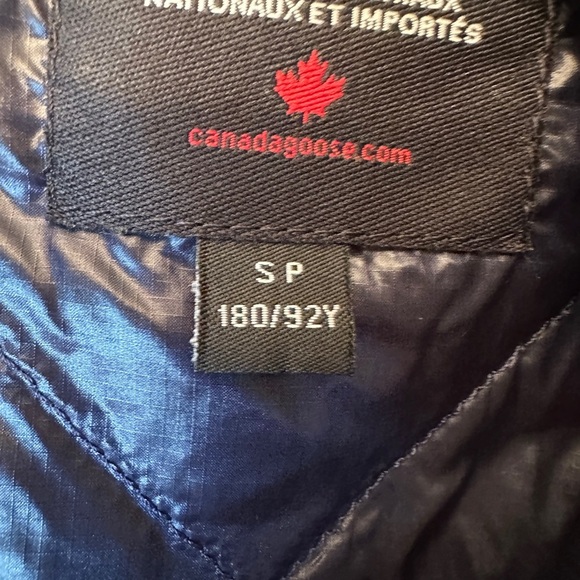 NATIONAUX ET IMPORTÉS
canadagoose.com
S P
180/92Y